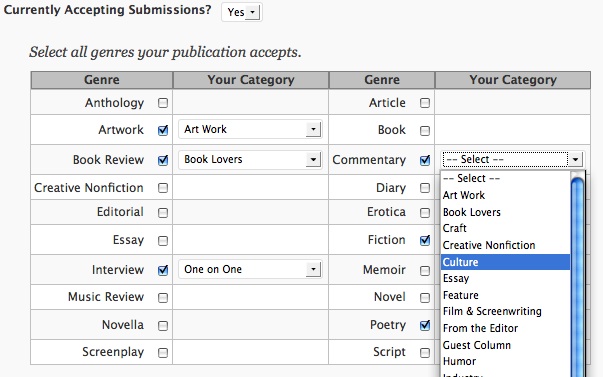 Currently Accepting Submissions? Yes
Select all genres your publication accepts.
Genre Your Category Genre Your Category
Anthology Article
Artwork Art Work Book
Book Review Book Lovers Commentary -- Select --
Creative Nonfiction Diary
Editorial Erotica
Essay Fiction
Interview One on One Memoir
Music Review Novel
Novella Poetry
Screenplay Script
-- Select --
Art Work
Book Lovers
Craft
Creative Nonfiction
Culture
Essay
Feature
Film & Screenwriting
From the Editor
Guest Column
Humor